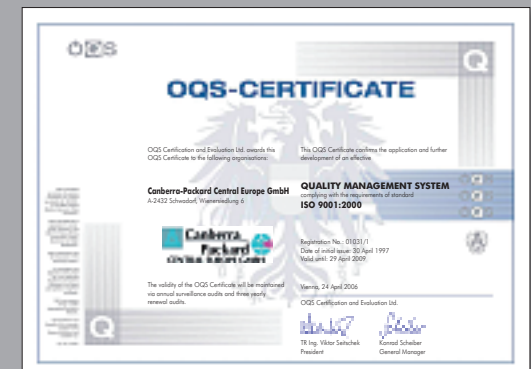 OQS
OQS-CERTIFICATE
OQS Certification and Evaluation Ltd. awards the
OQS Certificate to the following organisations:
Canberra-Packard Central Europe GmbH
A-2432 Schwadorf, Wienersiedlung 6
Canberra
Packard
CENTRAL EUROPE GmbH
The validity of the OQS Certificate will be maintained
via annual surveillance audits and three yearly
renewal audits.
This OQS Certificate confirms the application and further
development of an effective
QUALITY MANAGEMENT SYSTEM
complying with the requirements of standard
ISO 9001:2000
Registration No.: 01031/1
Date of initial issue: 30 April 1997
Valid until: 29 April 2009
Vienna, 24 April 2006
OQS Certification and Evaluation Ltd.
TR Ing. Viktor Seitschek
President
Konrad Scheiber
General Manager
Q
OQS
OQS
OQS
Q